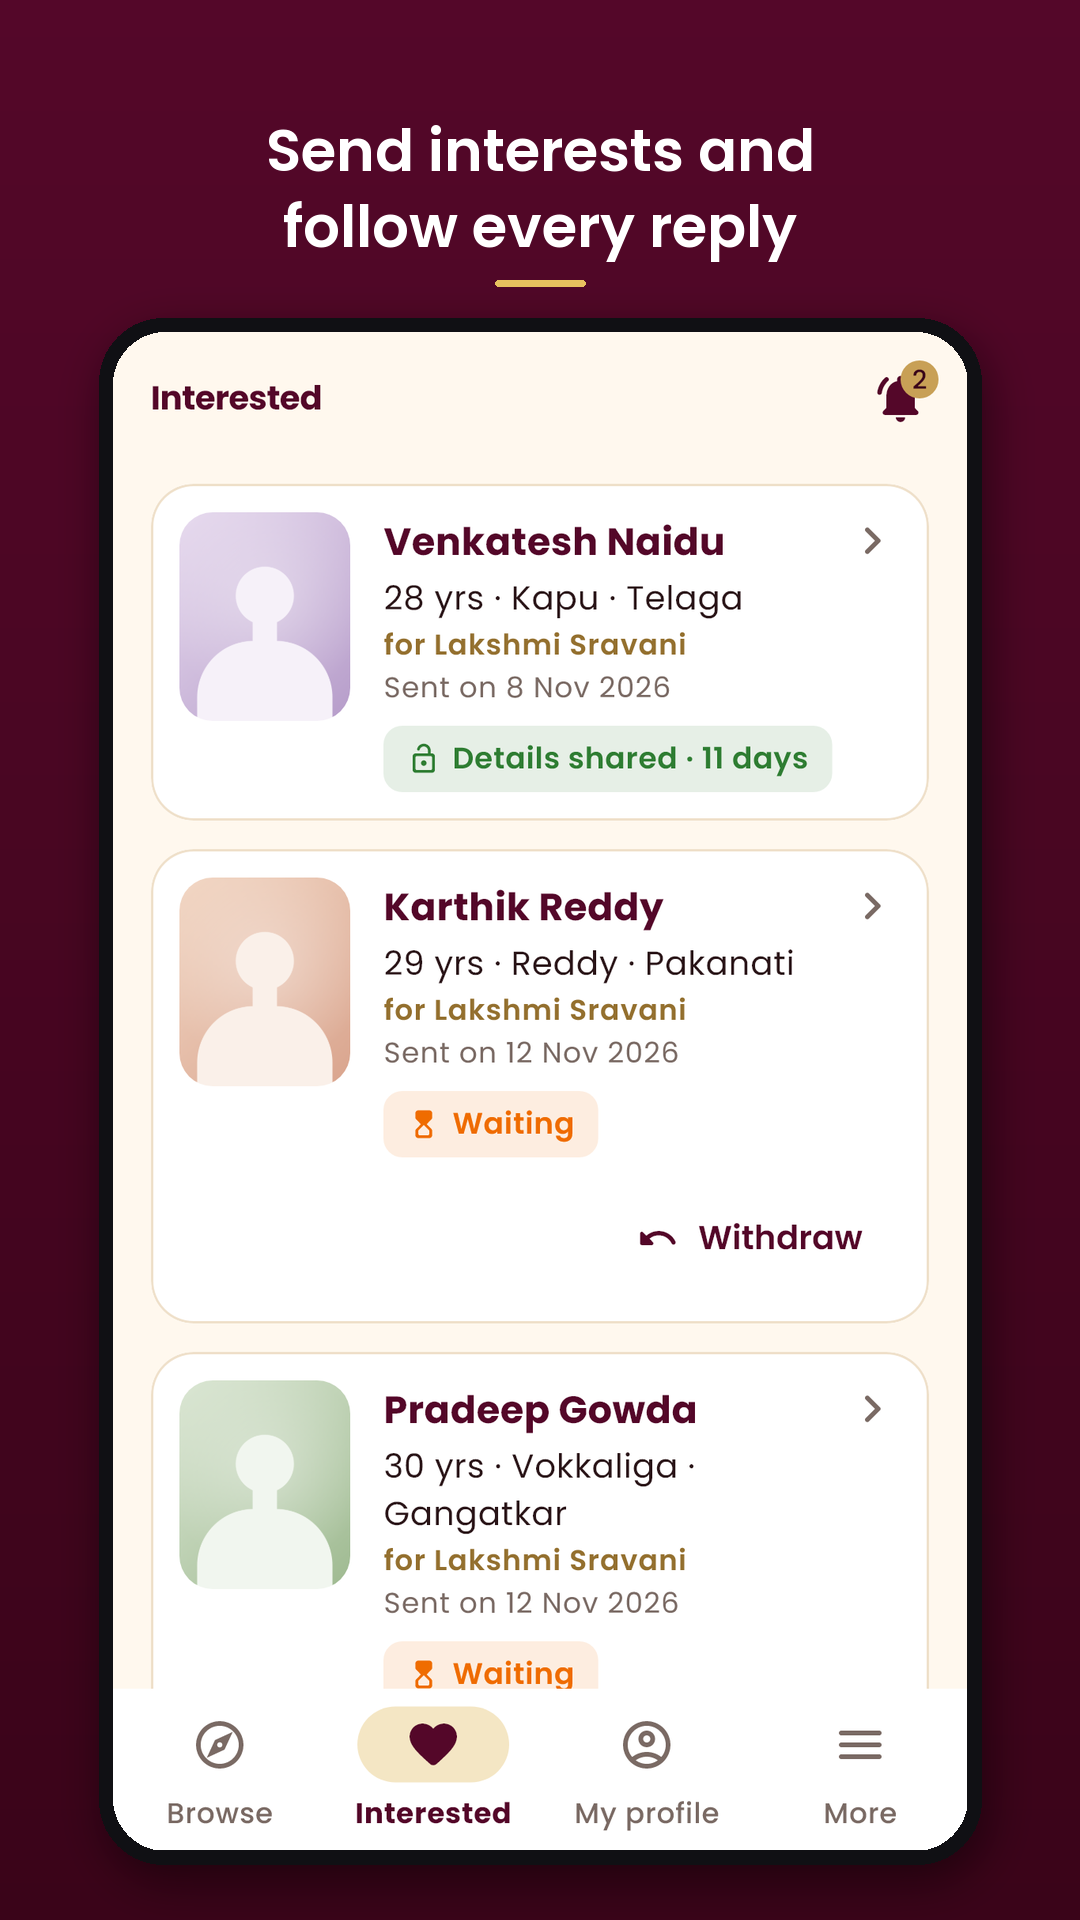 Send interests and
follow every reply
Interested
2
Venkatesh Naidu
28 yrs · Kapu · Telaga
for Lakshmi Sravani
Sent on 8 Nov 2026
Details shared · 11 days
Karthik Reddy
29 yrs · Reddy · Pakanati
for Lakshmi Sravani
Sent on 12 Nov 2026
Waiting
Withdraw
Pradeep Gowda
30 yrs · Vokkaliga ·
Gangatkar
for Lakshmi Sravani
Sent on 12 Nov 2026
Waiting
Browse
Interested
My profile
More